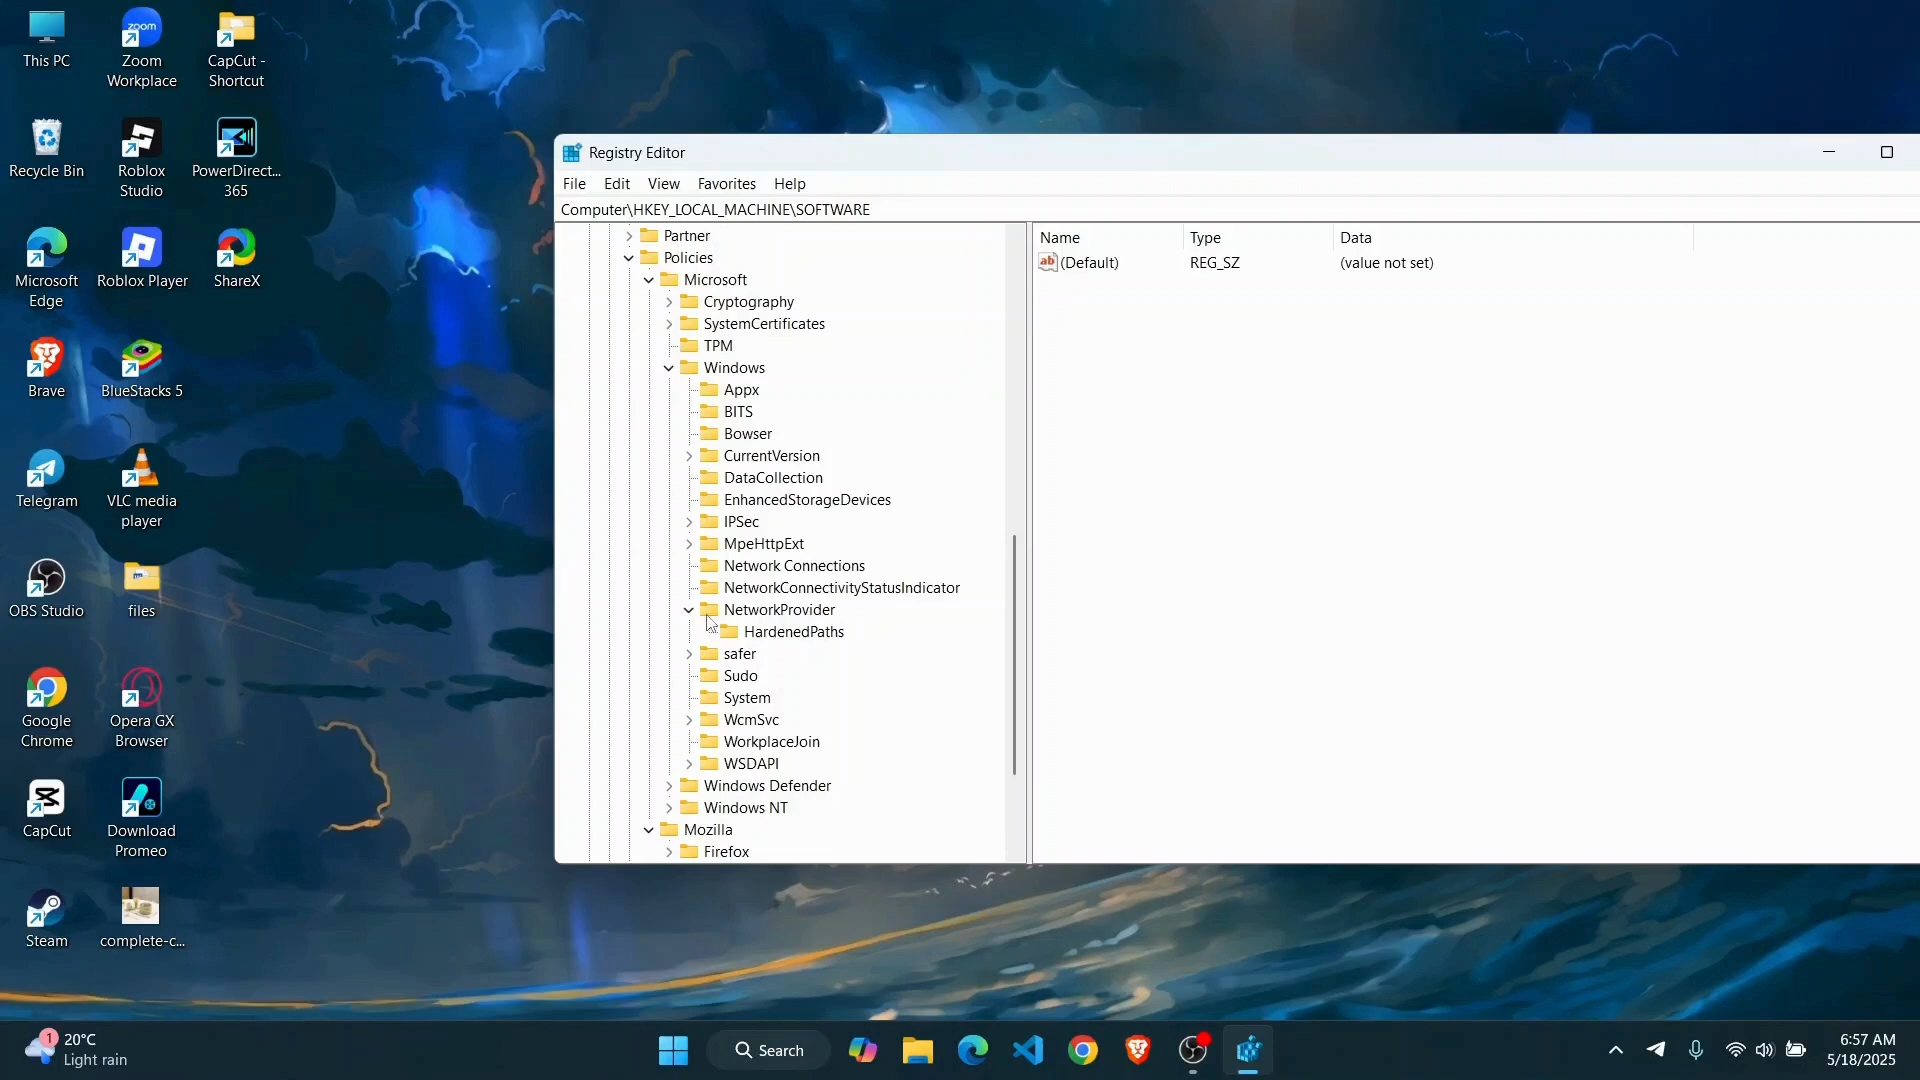 This PC
Zoom
Workplace
CapCut -
Shortcut
Recycle Bin
Roblox
Studio
PowerDirect...
365
Microsoft
Edge
Roblox Player
ShareX
Brave
BlueStacks 5
Telegram
VLC media
player
OBS Studio
files
Google
Chrome
Opera GX
Browser
CapCut
Download
Promeo
Steam
complete-c...
zoom
Registry Editor
File Edit View Favorites Help
Computer\HKEY_LOCAL_MACHINE\SOFTWARE
Partner
Policies
Microsoft
Cryptography
SystemCertificates
TPM
Windows
Appx
BITS
Bowser
CurrentVersion
DataCollection
EnhancedStorageDevices
IPSec
MpeHttpExt
Network Connections
NetworkConnectivityStatusIndicator
NetworkProvider
HardenedPaths
safer
Sudo
System
WcmSvc
WorkplaceJoin
WSDAPI
Windows Defender
Windows NT
Mozilla
Firefox
Name Type Data
ab (Default) REG_SZ (value not set)
1
20°C
Light rain
Search
6:57 AM
5/18/2025